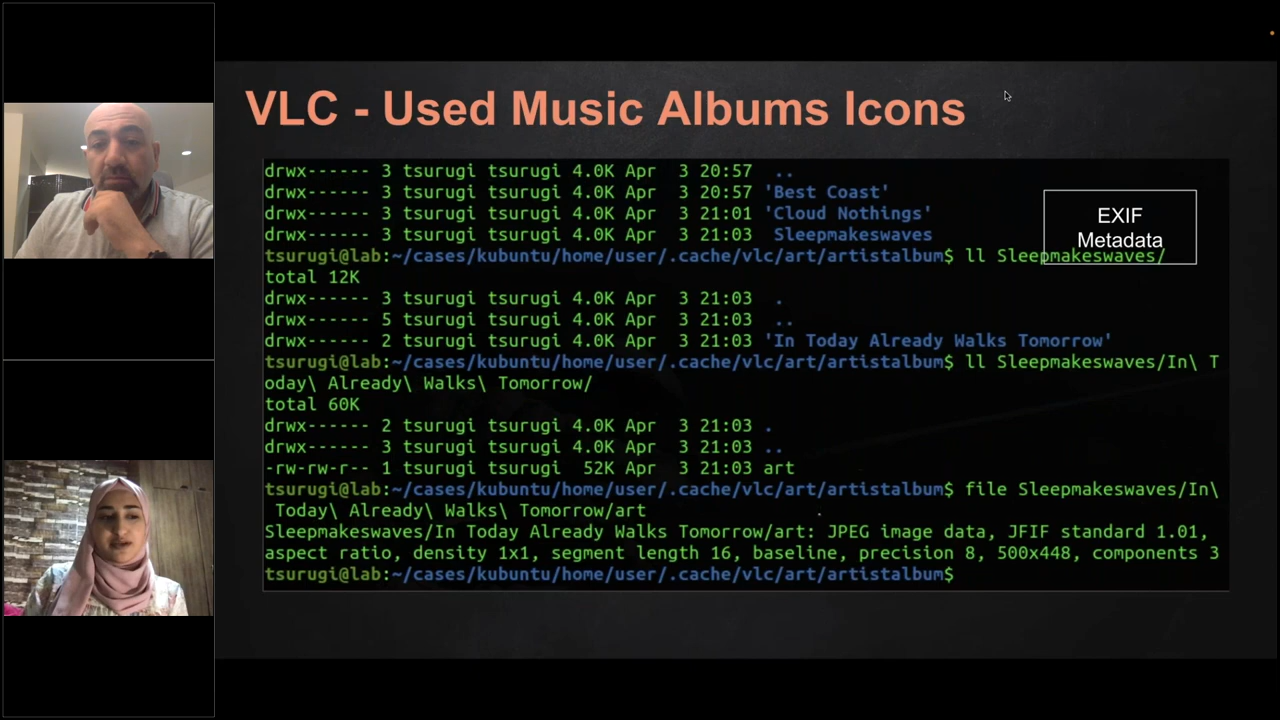 VLC - Used Music Albums Icons
drwx------ 3 tsurugi tsurugi 4.0K Apr  3 20:57  ..
drwx------ 3 tsurugi tsurugi 4.0K Apr  3 20:57 'Best Coast'
drwx------ 3 tsurugi tsurugi 4.0K Apr  3 21:01 'Cloud Nothings'
drwx------ 3 tsurugi tsurugi 4.0K Apr  3 21:03  Sleepmakeswaves
EXIF
Metadata
tsurugi@lab:~/cases/kubuntu/home/user/.cache/vlc/art/artistalbum$ ll Sleepmakeswaves/
total 12K
drwx------ 3 tsurugi tsurugi 4.0K Apr  3 21:03  .
drwx------ 5 tsurugi tsurugi 4.0K Apr  3 21:03  ..
drwx------ 2 tsurugi tsurugi 4.0K Apr  3 21:03 'In Today Already Walks Tomorrow'
tsurugi@lab:~/cases/kubuntu/home/user/.cache/vlc/art/artistalbum$ ll Sleepmakeswaves/In\ T
oday\ Already\ Walks\ Tomorrow/
total 60K
drwx------ 2 tsurugi tsurugi 4.0K Apr  3 21:03 .
drwx------ 3 tsurugi tsurugi 4.0K Apr  3 21:03 ..
-rw-rw-r-- 1 tsurugi tsurugi  52K Apr  3 21:03 art
tsurugi@lab:~/cases/kubuntu/home/user/.cache/vlc/art/artistalbum$ file Sleepmakeswaves/In\
 Today\ Already\ Walks\ Tomorrow/art
Sleepmakeswaves/In Today Already Walks Tomorrow/art: JPEG image data, JFIF standard 1.01,
aspect ratio, density 1x1, segment length 16, baseline, precision 8, 500x448, components 3
tsurugi@lab:~/cases/kubuntu/home/user/.cache/vlc/art/artistalbum$